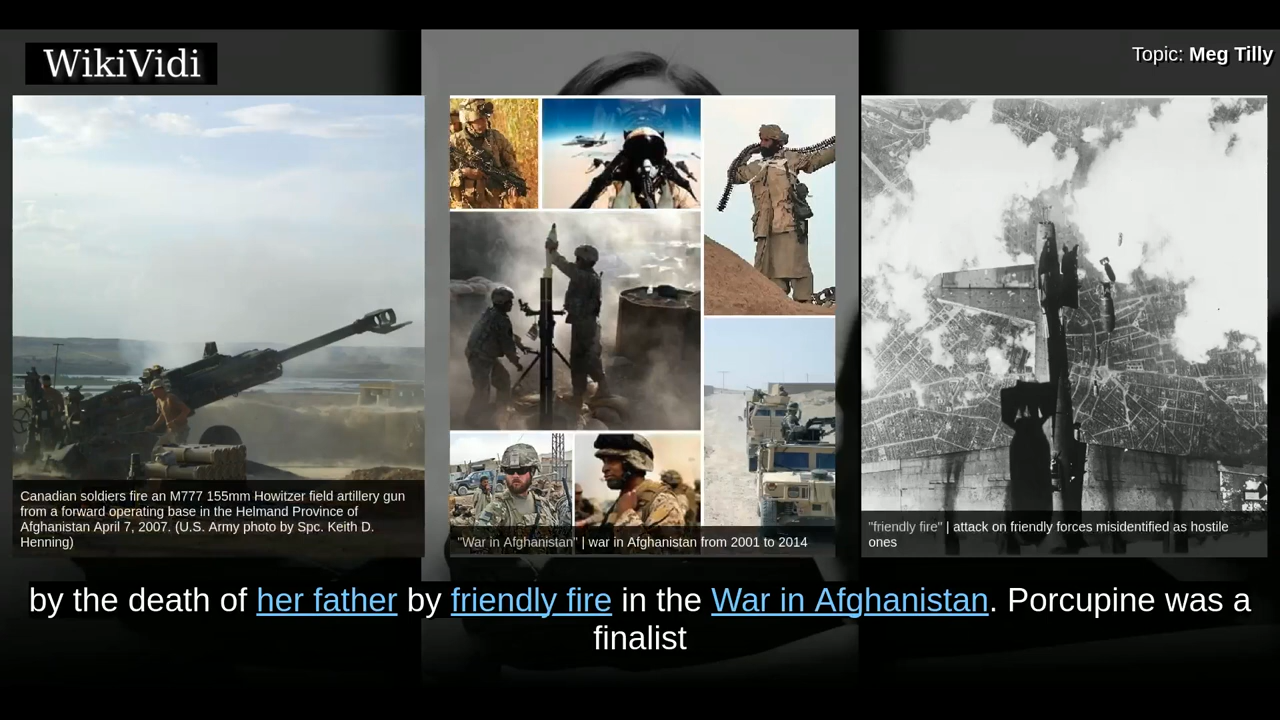 WikiVidi
Topic: Meg Tilly
Canadian soldiers fire an M777 155mm Howitzer field artillery gun
from a forward operating base in the Helmand Province of
Afghanistan April 7, 2007. (U.S. Army photo by Spc. Keith D.
Henning)
"War in Afghanistan" | war in Afghanistan from 2001 to 2014
"friendly fire" | attack on friendly forces misidentified as hostile
ones
by the death of her father by friendly fire in the War in Afghanistan. Porcupine was a
finalist